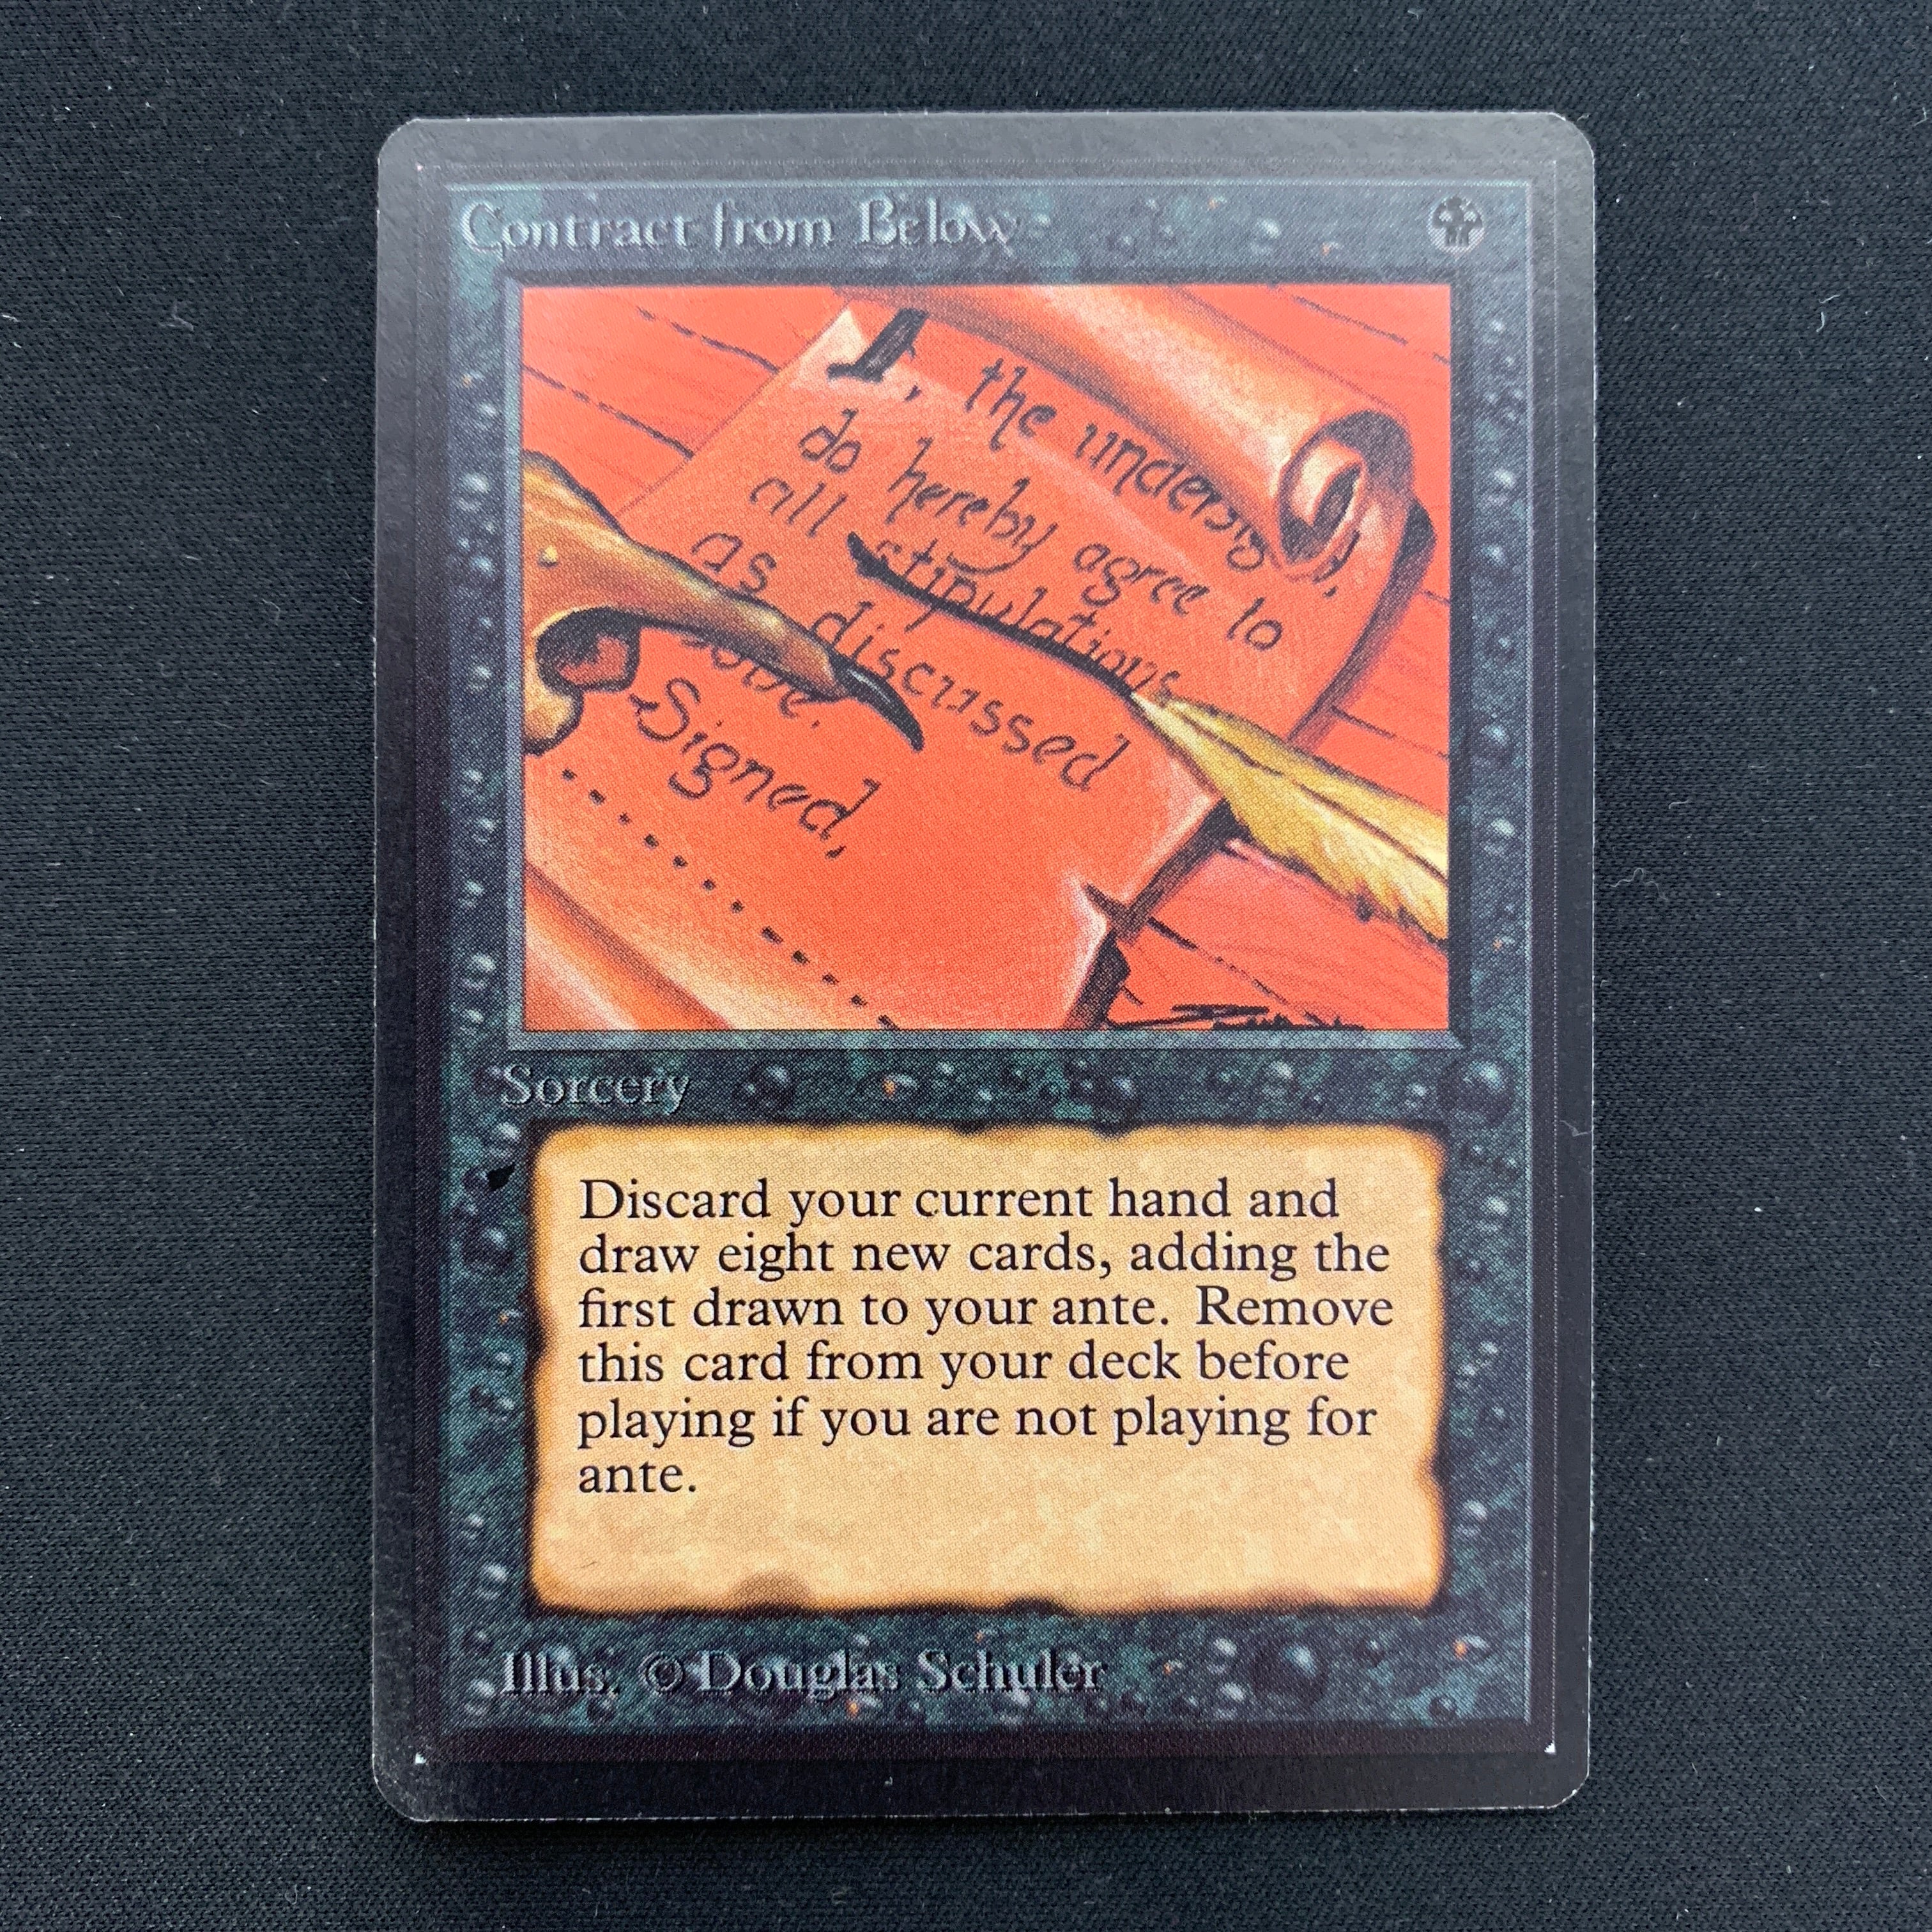 Contract from Below
I, the undersig
do hereby agree to
all stipulations
as discussed
Signed,
Sorcery
Discard your current hand and
draw eight new cards, adding the
first drawn to your ante. Remove
this card from your deck before
playing if you are not playing for
ante.
Illus. © Douglas Schuler